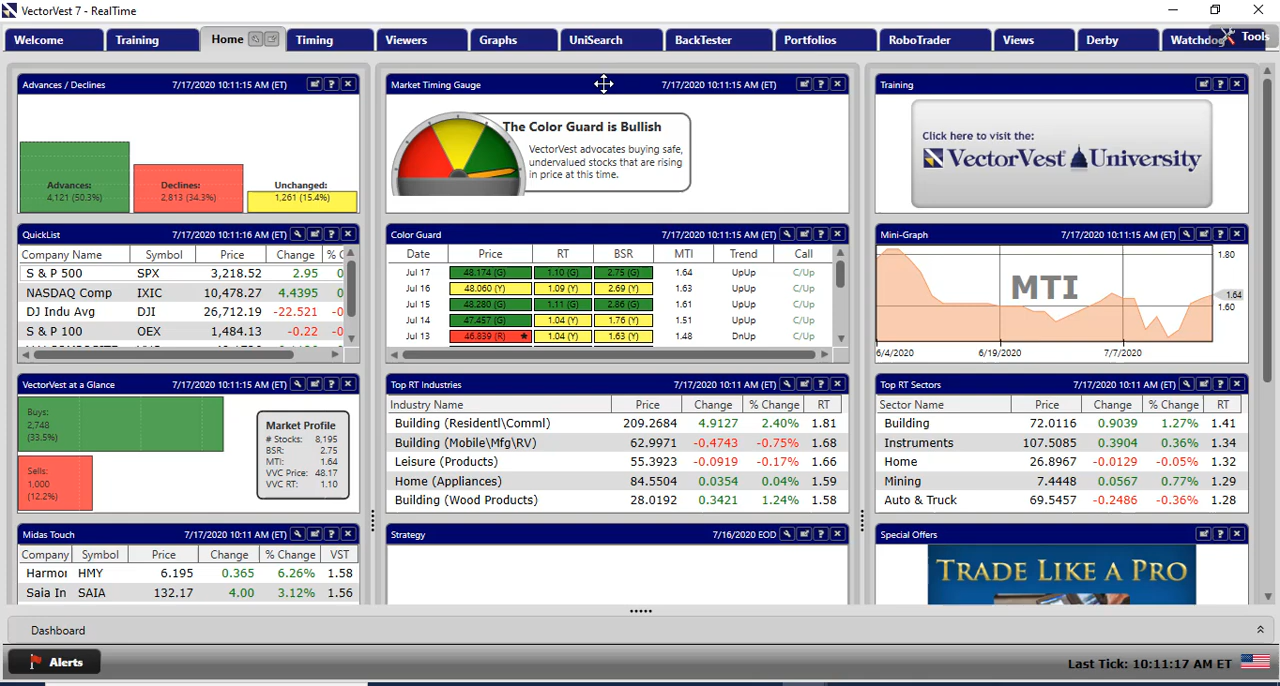 VectorVest 7 - RealTime
Welcome Training Home Timing Viewers Graphs UniSearch BackTester Portfolios RoboTrader Views Derby Watchdog Tools
Advances / Declines 7/17/2020 10:11:15 AM (ET)
Advances:
4,121 (50.3%)
Declines:
2,813 (34.3%)
Unchanged:
1,261 (15.4%)
Market Timing Gauge 7/17/2020 10:11:15 AM (ET)
The Color Guard is Bullish
VectorVest advocates buying safe,
undervalued stocks that are rising
in price at this time.
Training
Click here to visit the:
VectorVest University
QuickList 7/17/2020 10:11:16 AM (ET)
Company Name Symbol Price Change % C
S & P 500 SPX 3,218.52 2.95 0
NASDAQ Comp IXIC 10,478.27 4.4395 0
DJ Indu Avg DJI 26,712.19 -22.521 -0
S & P 100 OEX 1,484.13 -0.22 -0
Color Guard 7/17/2020 10:11:15 AM (ET)
Date Price RT BSR MTI Trend Call
Jul 17 48.174 (G) 1.10 (G) 2.75 (G) 1.64 UpUp C/Up
Jul 16 48.060 (Y) 1.09 (Y) 2.69 (Y) 1.63 UpUp C/Up
Jul 15 48.280 (G) 1.11 (G) 2.86 (G) 1.61 UpUp C/Up
Jul 14 47.457 (G) 1.04 (Y) 1.76 (Y) 1.51 UpUp C/Up
Jul 13 46.839 (R) ★ 1.04 (Y) 1.63 (Y) 1.48 DnUp C/Up
Mini-Graph 7/17/2020 10:11:15 AM (ET)
MTI
1.80
1.64
1.60
6/4/2020 6/19/2020 7/7/2020
VectorVest at a Glance 7/17/2020 10:11:15 AM (ET)
Buys:
2,748
(33.5%)
Sells:
1,000
(12.2%)
Market Profile
# Stocks: 8,195
BSR: 2.75
MTI: 1.64
VVC Price: 48.17
VVC RT: 1.10
Top RT Industries 7/17/2020 10:11 AM (ET)
Industry Name Price Change % Change RT
Building (Residentl\Comml) 209.2684 4.9127 2.40% 1.81
Building (Mobile\Mfg\RV) 62.9971 -0.4743 -0.75% 1.68
Leisure (Products) 55.3923 -0.0919 -0.17% 1.66
Home (Appliances) 84.5504 0.0354 0.04% 1.59
Building (Wood Products) 28.0192 0.3421 1.24% 1.58
Top RT Sectors 7/17/2020 10:11 AM (ET)
Sector Name Price Change % Change RT
Building 72.0116 0.9039 1.27% 1.41
Instruments 107.5085 0.3904 0.36% 1.34
Home 26.8967 -0.0129 -0.05% 1.32
Mining 7.4448 0.0567 0.77% 1.29
Auto & Truck 69.5457 -0.2486 -0.36% 1.28
Midas Touch 7/17/2020 10:11 AM (ET)
Company Symbol Price Change % Change VST
Harmor HMY 6.195 0.365 6.26% 1.58
Saia In SAIA 132.17 4.00 3.12% 1.56
Strategy 7/16/2020 EOD
Special Offers
TRADE LIKE A PRO
Dashboard
Alerts
Last Tick: 10:11:17 AM ET